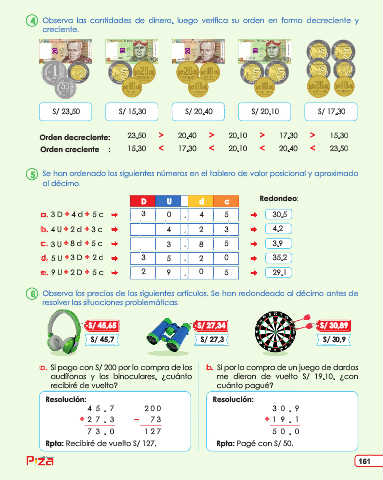 4 Observa las cantidades de dinero, luego verifica su orden en forma decreciente y
creciente.
S/ 23,50 S/ 15,30 S/ 20,40 S/ 20,10 S/ 17,30
Orden decreciente: 23,50 > 20,40 > 20,10 > 17,30 > 15,30
Orden creciente : 15,30 < 17,30 < 20,10 < 20,40 < 23,50
5 Se han ordenado los siguientes números en el tablero de valor posicional y aproximado
al décimo.
D U d c Redondeo:
a. 3 D + 4 d + 5 c → 3 0 , 4 5 → 30,5
b. 4 U + 2 d + 3 c → 4 , 2 3 → 4,2
c. 3 U + 8 d + 5 c → 3 , 8 5 → 3,9
d. 5 U + 3 D + 2 d → 3 5 , 2 0 → 35,2
e. 9 U + 2 D + 5 c → 2 9 , 0 5 → 29,1
6 Observa los precios de los siguientes artículos. Se han redondeado al décimo antes de
resolver las situaciones problemáticas.
S/ 45,65 S/ 27,34 S/ 30,89
S/ 45,7 S/ 27,3 S/ 30,9
a. Si pago con S/ 200 por la compra de los
audífonos y los binoculares, ¿cuánto
recibiré de vuelto?
Resolución:
4 5 , 7 2 0 0
+ 2 7 , 3 − 7 3
7 3 , 0 1 2 7
Rpta: Recibiré de vuelto S/ 127.
b. Si por la compra de un juego de dardos
me dieron de vuelto S/ 19,10, ¿con
cuánto pagué?
Resolución:
3 0 , 9
+ 1 9 , 1
5 0 , 0
Rpta: Pagué con S/ 50.
P:ZA
161